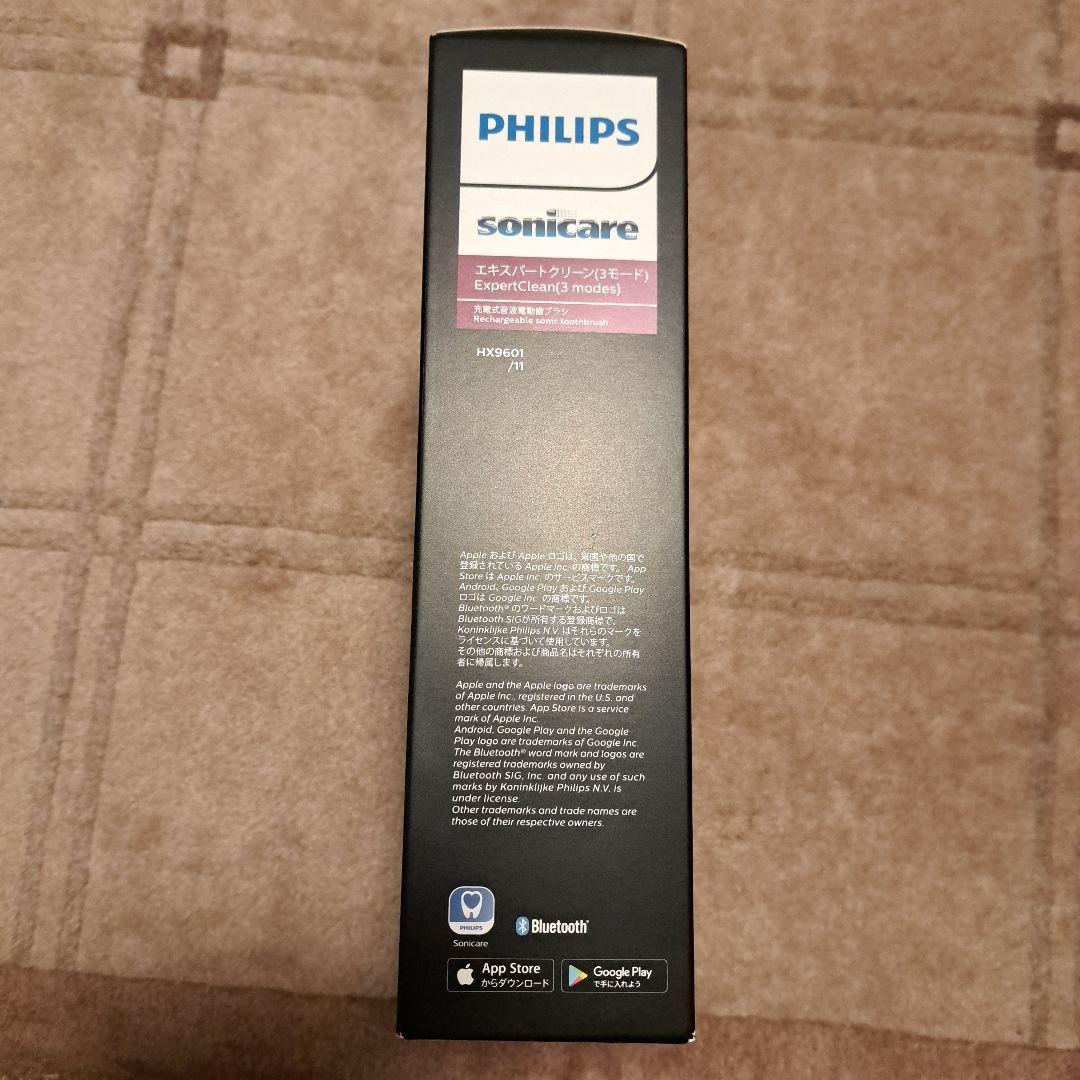 PHILIPS
sonicare
エキスパートクリーン(3モード)
ExpertClean(3 modes)
充電式音波電動歯ブラシ
Rechargeable sonic toothbrush
HX9601
/11
Apple および Apple ロゴは、米国や他の国で
登録されている Apple Inc. の商標です。 App
Store は Apple Inc. のサービスマークです。
Android、Google Play および Google Play
ロゴは Google Inc. の商標です。
Bluetooth® のワードマークおよびロゴは
Bluetooth SIGが所有する登録商標で、
Koninklijke Philips N.V. はそれらのマークを
ライセンスに基づいて使用しています。
その他の商標および商品名はそれぞれの所有
者に帰属します。
Apple and the Apple logo are trademarks
of Apple Inc., registered in the U.S. and
other countries. App Store is a service
mark of Apple Inc.
Android, Google Play and the Google
Play logo are trademarks of Google Inc.
The Bluetooth® word mark and logos are
registered trademarks owned by
Bluetooth SIG, Inc. and any use of such
marks by Koninklijke Philips N.V. is
under license.
Other trademarks and trade names are
those of their respective owners.
PHILIPS
Sonicare
Bluetooth®
App Store
からダウンロード
Google Play
で手に入れよう